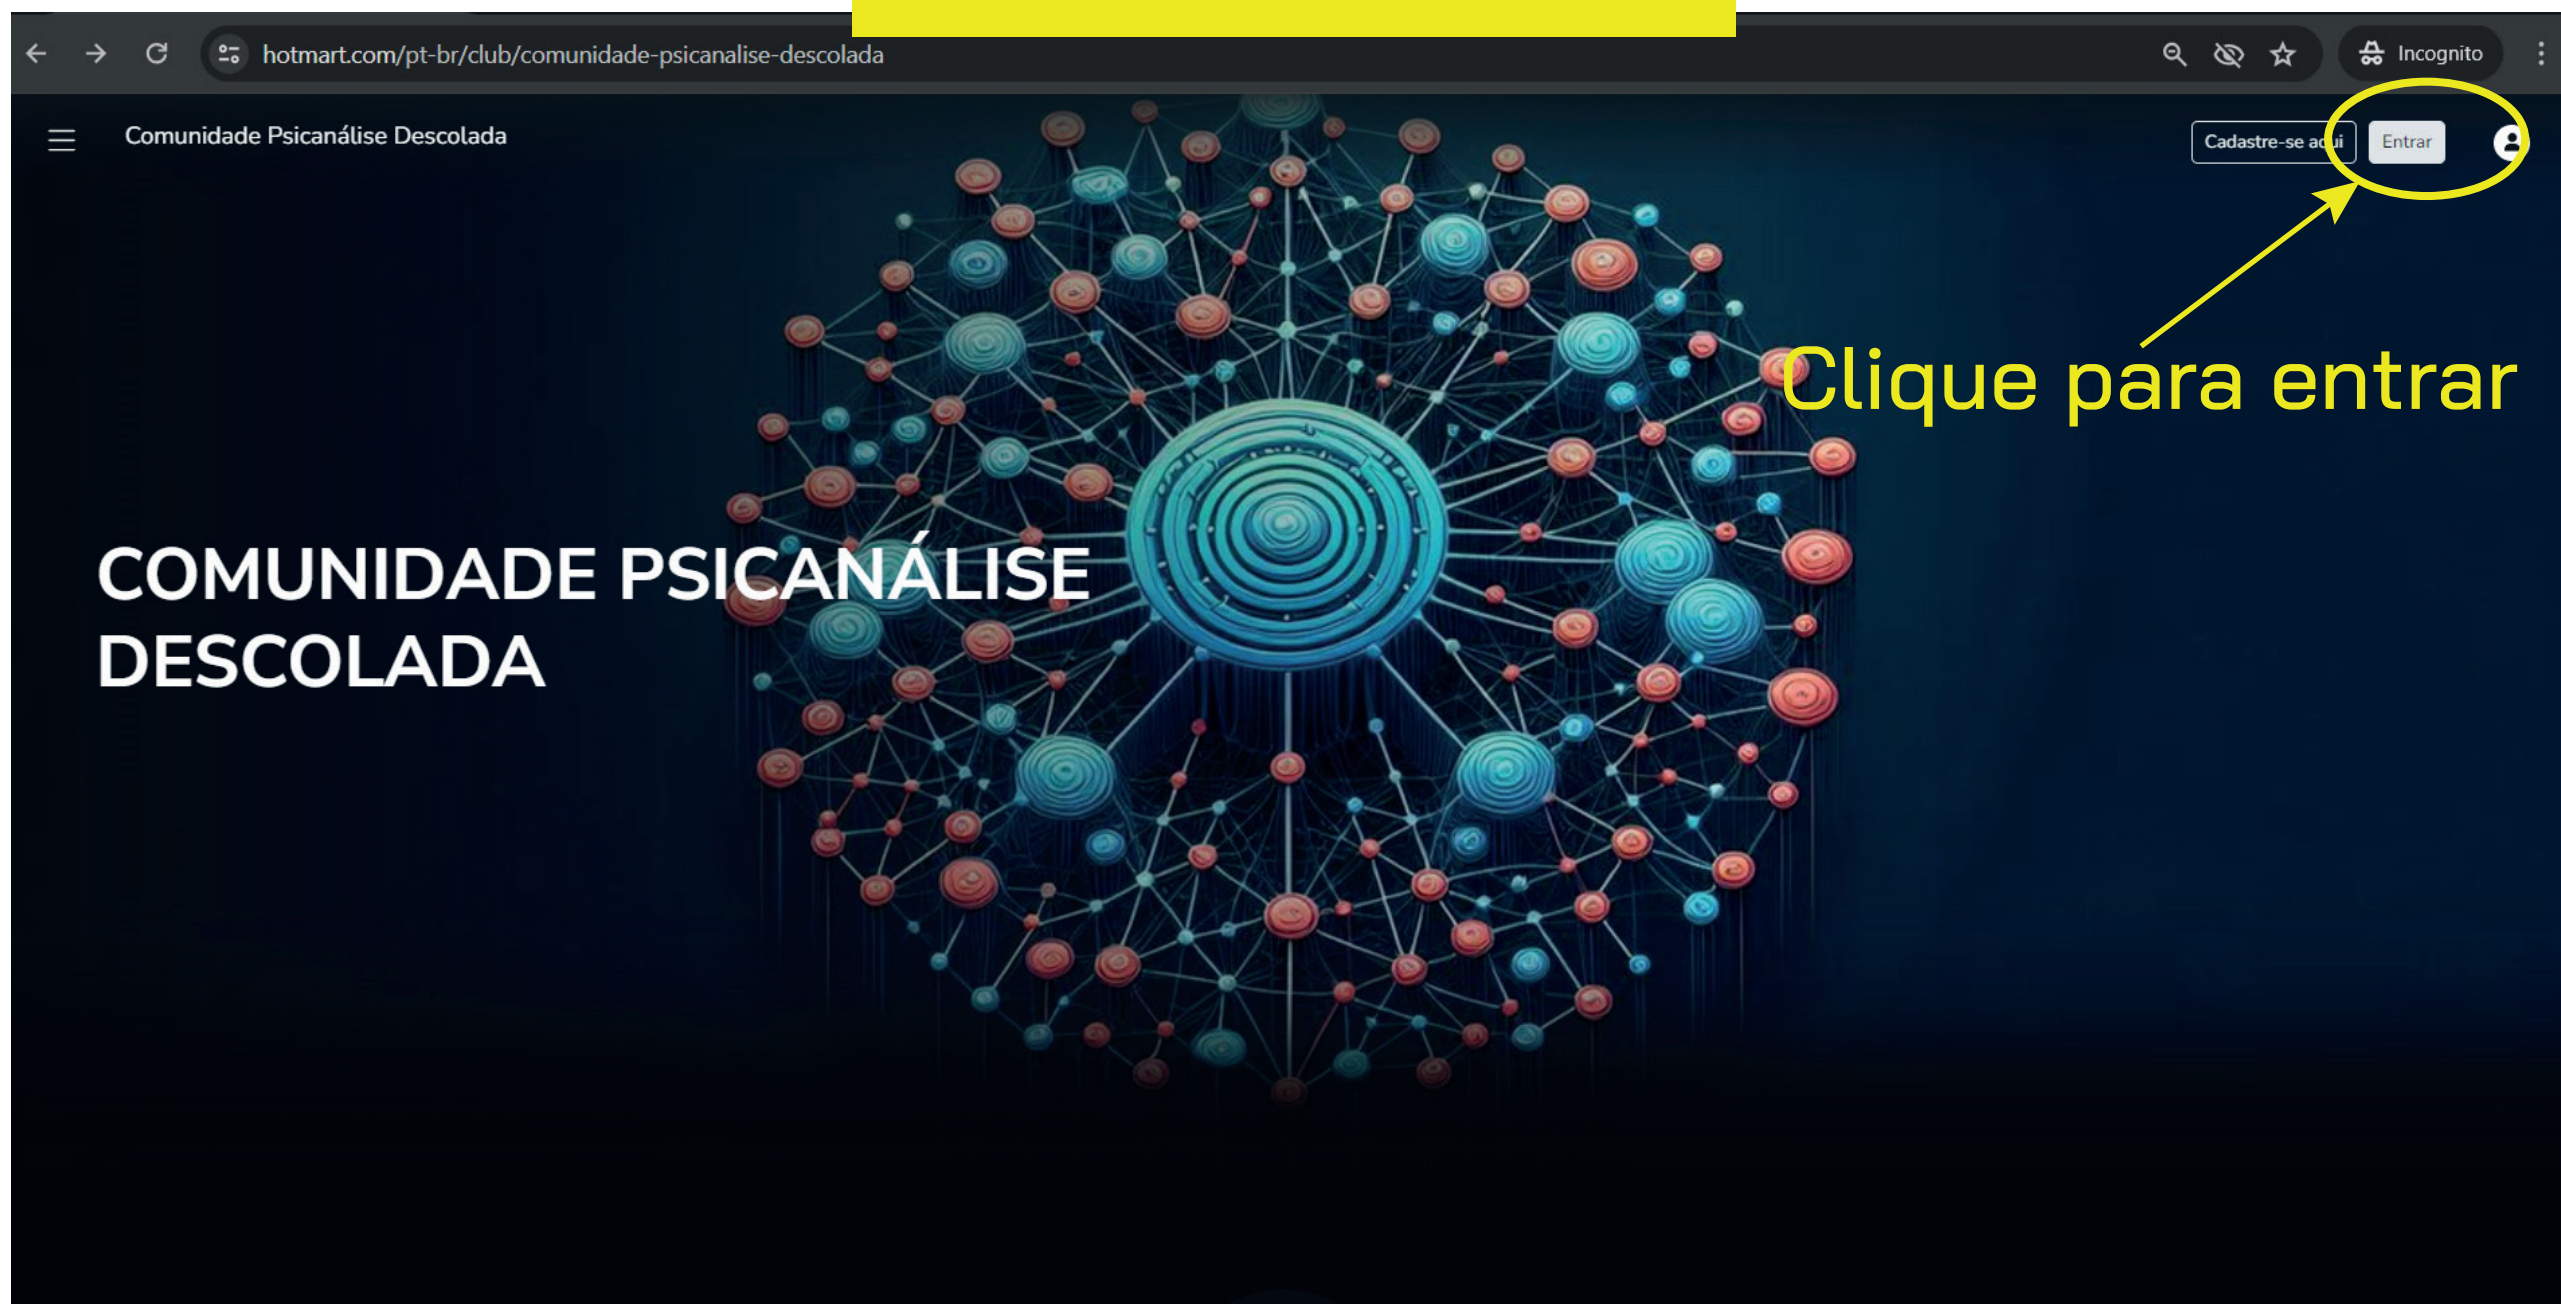 hotmart.com/pt-br/club/comunidade-psicanalise-descolada
Incognito
Comunidade Psicanálise Descolada
Cadastre-se aqui
Entrar
Clique para entrar
COMUNIDADE PSICANÁLISE
DESCOLADA